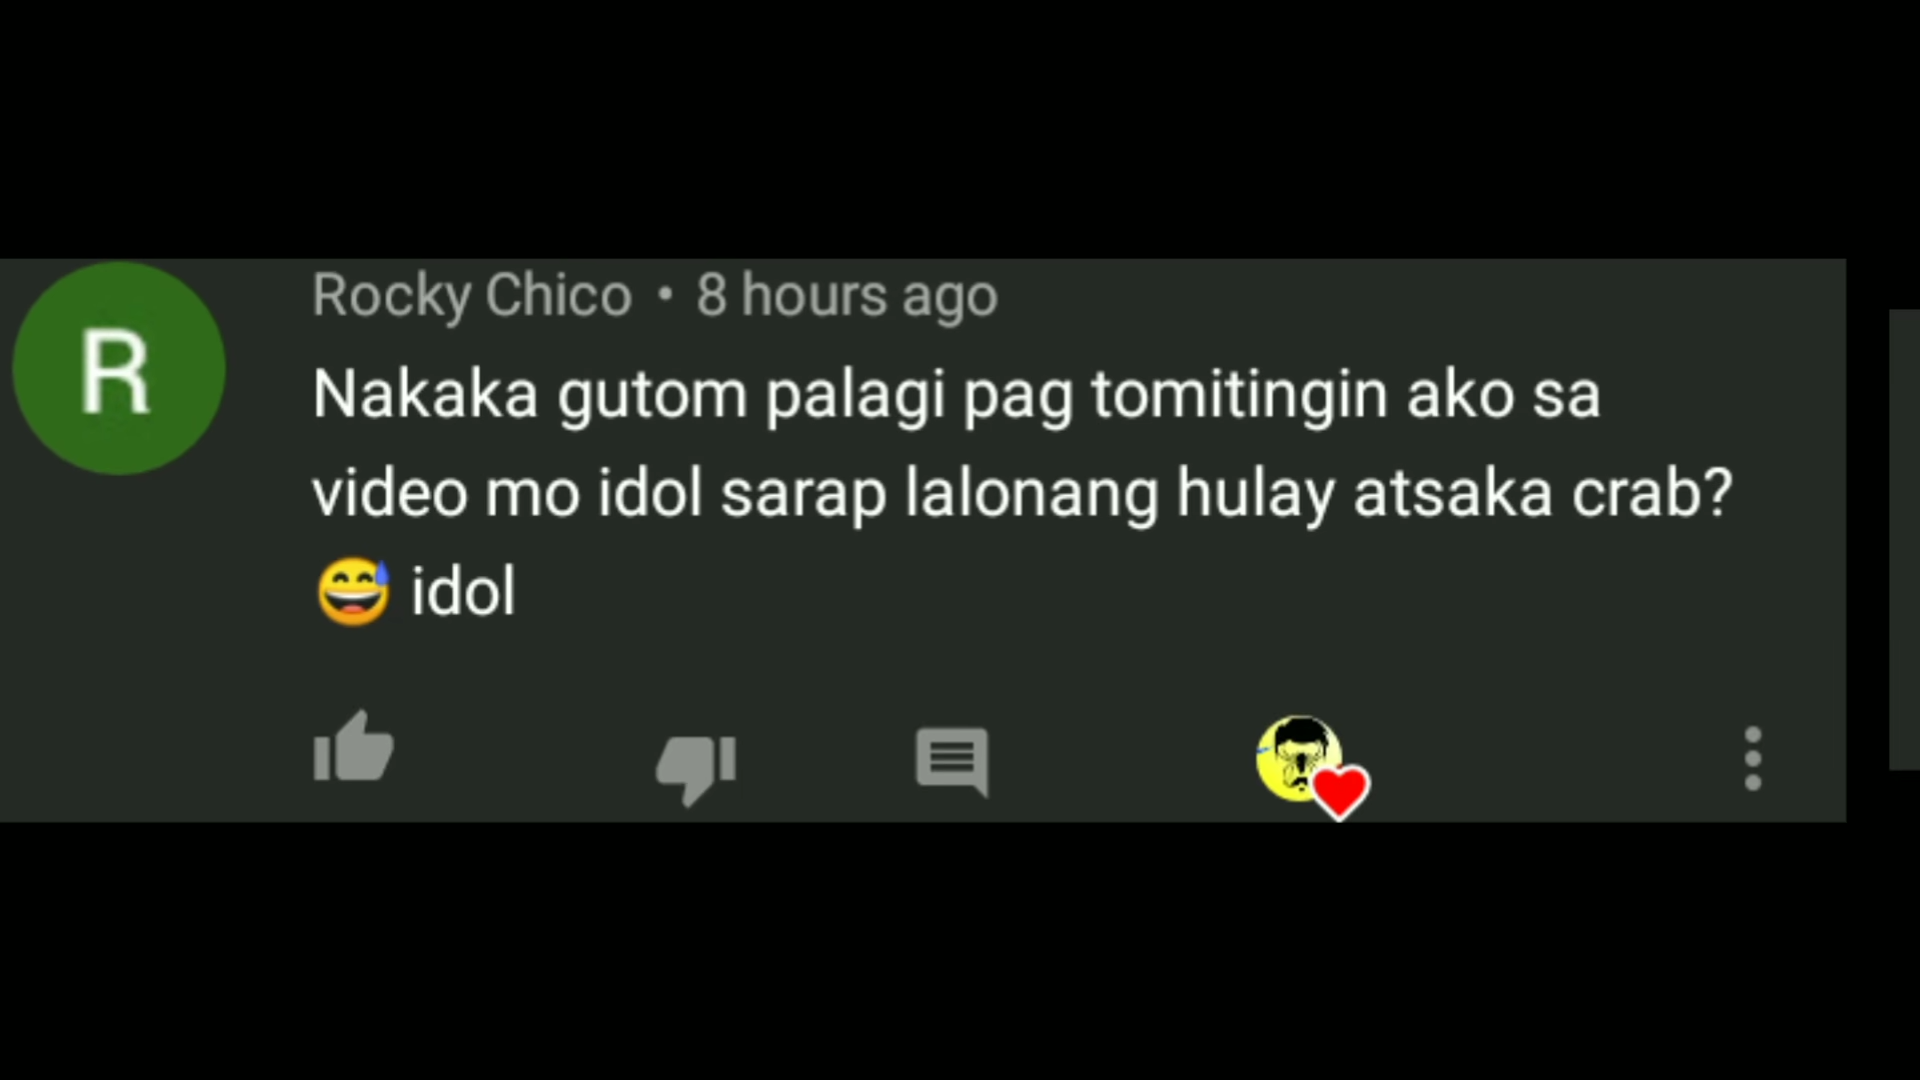 R
Rocky Chico • 8 hours ago
Nakaka gutom palagi pag tomitingin ako sa
video mo idol sarap lalonang hulay atsaka crab?
😅 idol